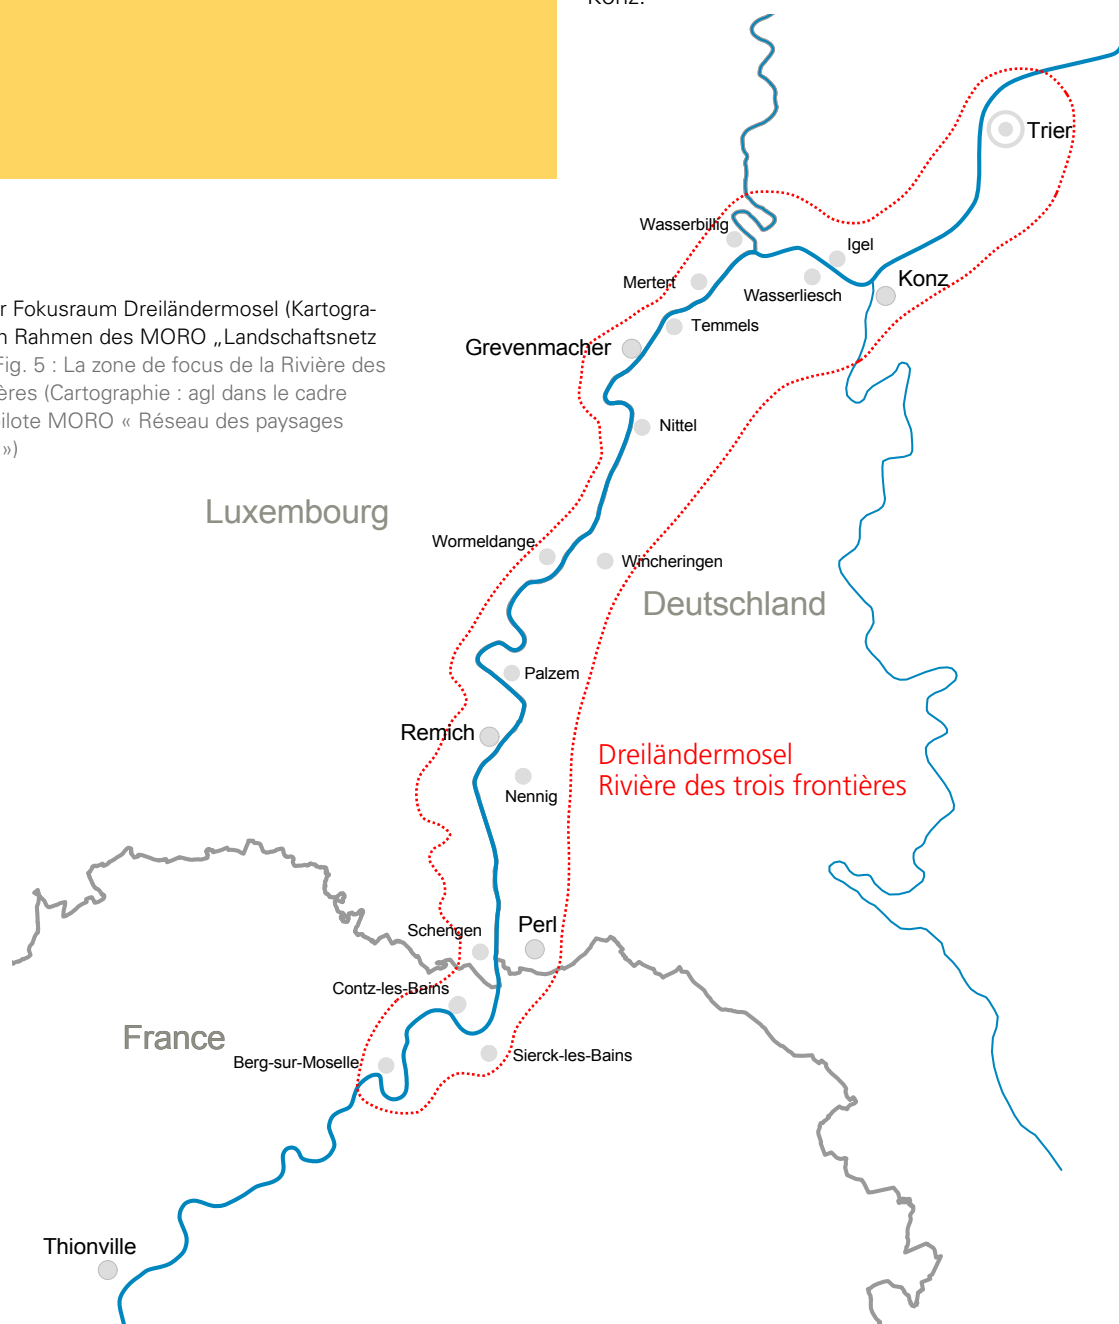 Konz.
r Fokusraum Dreiländermosel (Kartogra-
n Rahmen des MORO „Landschaftsnetz
Fig. 5 : La zone de focus de la Rivière des
ères (Cartographie : agl dans le cadre
ilote MORO « Réseau des paysages
»)
Trier
Wasserbillig
Igel
Mertert
Wasserliesch
Konz
Temmels
Grevenmacher
Nittel
Luxembourg
Wormeldange
Wincheringen
Deutschland
Palzem
Remich
Dreiländermosel
Rivière des trois frontières
Nennig
Schengen
Perl
Contz-les-Bains
France
Berg-sur-Moselle
Sierck-les-Bains
Thionville